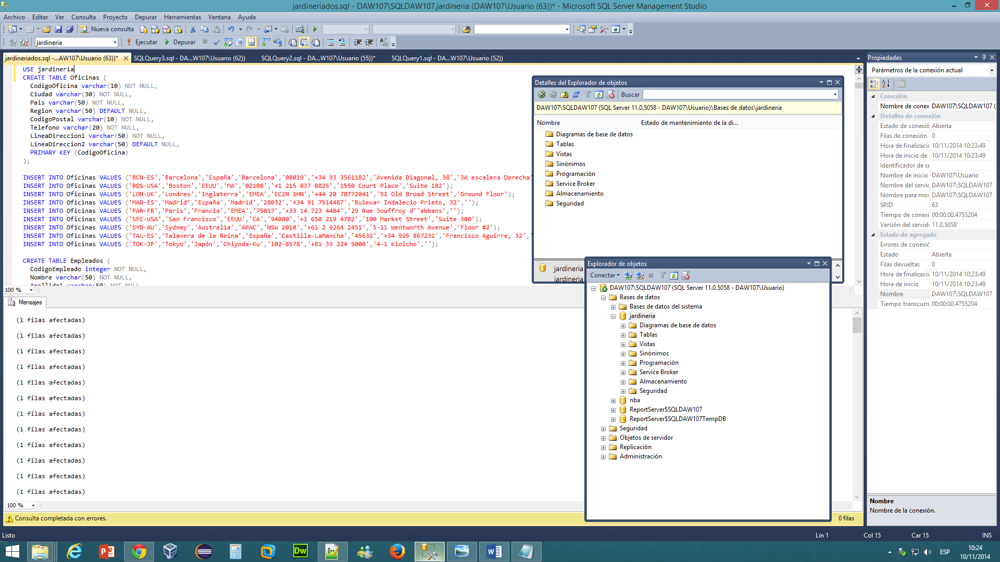 jardineriados.sql - DAW107\SQLDAW107.jardineria (DAW107\Usuario (63))* - Microsoft SQL Server Management Studio
Archivo Editar Ver Consulta Proyecto Depurar Herramientas Ventana Ayuda
Nueva consulta
jardineria Ejecutar Depurar
jardineriados.sql -...AW107\Usuario (63))* SQLQuery3.sql - DA...W107\Usuario (62)) SQLQuery2.sql - DA...W107\Usuario (55))* SQLQuery1.sql - DA...W107\Usuario (52))
USE jardineria
CREATE TABLE Oficinas (
CodigoOficina varchar(10) NOT NULL,
Ciudad varchar(30) NOT NULL,
Pais varchar(50) NOT NULL,
Region varchar(50) DEFAULT NULL,
CodigoPostal varchar(10) NOT NULL,
Telefono varchar(20) NOT NULL,
LineaDireccion1 varchar(50) NOT NULL,
LineaDireccion2 varchar(50) DEFAULT NULL,
PRIMARY KEY (CodigoOficina)
);
INSERT INTO Oficinas VALUES ('BCN-ES','Barcelona','España','Barcelona','08019','+34 93 3561182','Avenida Diagonal, 38','3A escalera Derecha'
INSERT INTO Oficinas VALUES ('BOS-USA','Boston','EEUU','MA','02108','+1 215 837 0825','1550 Court Place','Suite 102');
INSERT INTO Oficinas VALUES ('LON-UK','Londres','Inglaterra','EMEA','EC2N 1HN','+44 20 78772041','52 Old Broad Street','Ground Floor');
INSERT INTO Oficinas VALUES ('MAD-ES','Madrid','España','Madrid','28032','+34 91 7514487','Bulevar Indalecio Prieto, 32','');
INSERT INTO Oficinas VALUES ('PAR-FR','Paris','Francia','EMEA','75017','+33 14 723 4404','29 Rue Jouffroy d''abbans','');
INSERT INTO Oficinas VALUES ('SFC-USA','San Francisco','EEUU','CA','94080','+1 650 219 4782','100 Market Street','Suite 300');
INSERT INTO Oficinas VALUES ('SYD-AU','Sydney','Australia','APAC','NSW 2010','+61 2 9264 2451','5-11 Wentworth Avenue','Floor #2');
INSERT INTO Oficinas VALUES ('TAL-ES','Talavera de la Reina','España','Castilla-LaMancha','45632','+34 925 867231','Francisco Aguirre, 32','
INSERT INTO Oficinas VALUES ('TOK-JP','Tokyo','Japón','Chiyoda-Ku','102-8578','+81 33 224 5000','4-1 Kioicho','');
CREATE TABLE Empleados (
CodigoEmpleado integer NOT NULL,
Nombre varchar(50) NOT NULL,
Apellido1 varchar(50) NOT NULL
100 %
Mensajes
(1 filas afectadas)
(1 filas afectadas)
(1 filas afectadas)
(1 filas afectadas)
(1 filas afectadas)
(1 filas afectadas)
(1 filas afectadas)
(1 filas afectadas)
(1 filas afectadas)
(1 filas afectadas)
(1 filas afectadas)
(1 filas afectadas)
100 %
Consulta completada con errores.
0 filas
Detalles del Explorador de objetos
Buscar
DAW107\SQLDAW107 (SQL Server 11.0.5058 - DAW107\Usuario)\Bases de datos\jardineria
Nombre Estado de mantenimiento de la di...
Diagramas de base de datos
Tablas
Vistas
Sinónimos
Programación
Service Broker
Almacenamiento
Seguridad
jardineria
jardineria
Explorador de objetos
Conectar
DAW107\SQLDAW107 (SQL Server 11.0.5058 - DAW107\Usuario)
Bases de datos
Bases de datos del sistema
jardineria
Diagramas de base de datos
Tablas
Vistas
Sinónimos
Programación
Service Broker
Almacenamiento
Seguridad
nba
ReportServer$SQLDAW107
ReportServer$SQLDAW107TempDB
Seguridad
Objetos de servidor
Replicación
Administración
Propiedades
Parámetros de la conexión actual
Conexión
Nombre de conex DAW107\SQLDAW107 (
Detalles de conexión
Estado de conexió Abierta
Filas de conexión 0
Hora de finalizació 10/11/2014 10:23:49
Hora de inicio de 10/11/2014 10:23:49
Identificador de se
Nombre de inicio DAW107\Usuario
Nombre del servic DAW107\SQLDAW107
Nombre para mos DAW107\SQLDAW107
SPID 63
Tiempo de conexi 00:00:00.4755204
Versión del servid 11.0.5058
Estado de agregado
Errores de conexió
Estado Abierta
Filas devueltas 0
Hora de finalizació 10/11/2014 10:23:49
Hora de inicio 10/11/2014 10:23:49
Nombre DAW107\SQLDAW107
Tiempo transcurri 00:00:00.4755204
Nombre
Nombre de la conexión.
Listo Lín 1 Col 15 Car 15 INS
ESP 10:24
10/11/2014